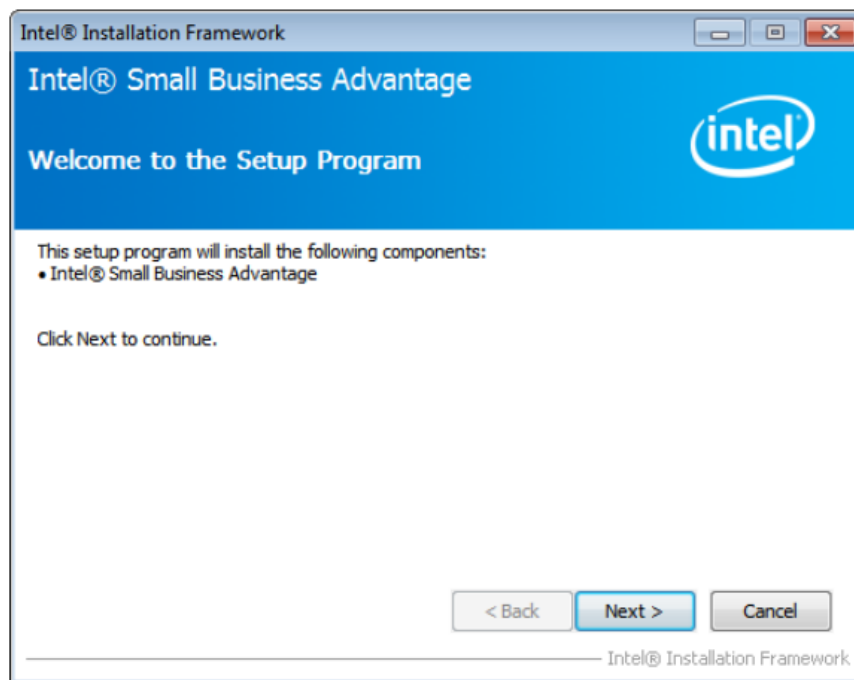 Intel® Installation Framework
Intel® Small Business Advantage
intel®
Welcome to the Setup Program
This setup program will install the following components:
• Intel® Small Business Advantage
Click Next to continue.
< Back
Next >
Cancel
Intel® Installation Framework